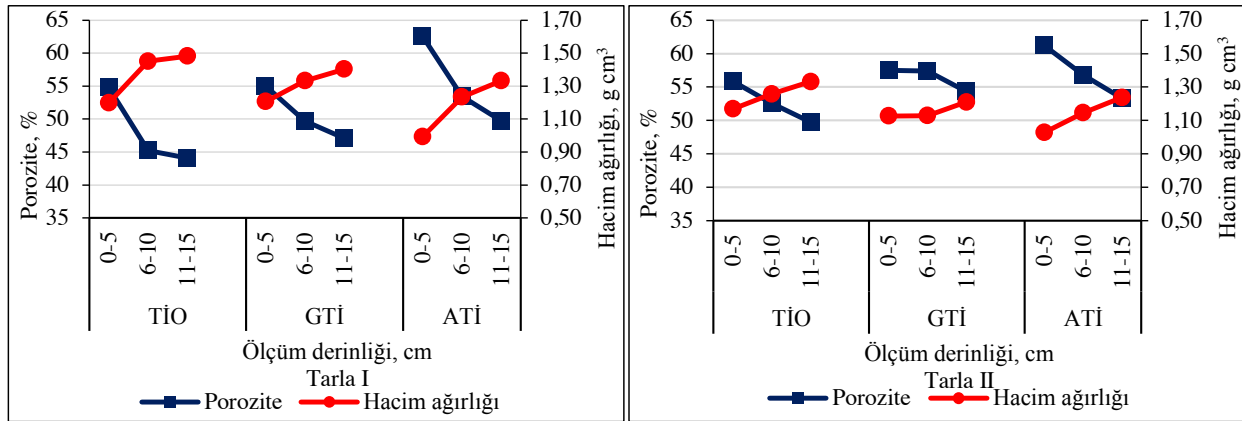 65
60
55
50
45
40
35
Porozite, %
1,70
1,50
1,30
1,10
0,90
0,70
0,50
Hacim ağırlığı, g cm³
0-5
6-10
11-15
0-5
6-10
11-15
0-5
6-10
11-15
TİO
GTİ
ATİ
Ölçüm derinliği, cm
Tarla I
Porozite
Hacim ağırlığı
65
60
55
50
45
40
35
Porozite, %
1,70
1,50
1,30
1,10
0,90
0,70
0,50
Hacim ağırlığı, g cm³
0-5
6-10
11-15
0-5
6-10
11-15
0-5
6-10
11-15
TİO
GTİ
ATİ
Ölçüm derinliği, cm
Tarla II
Porozite
Hacim ağırlığı